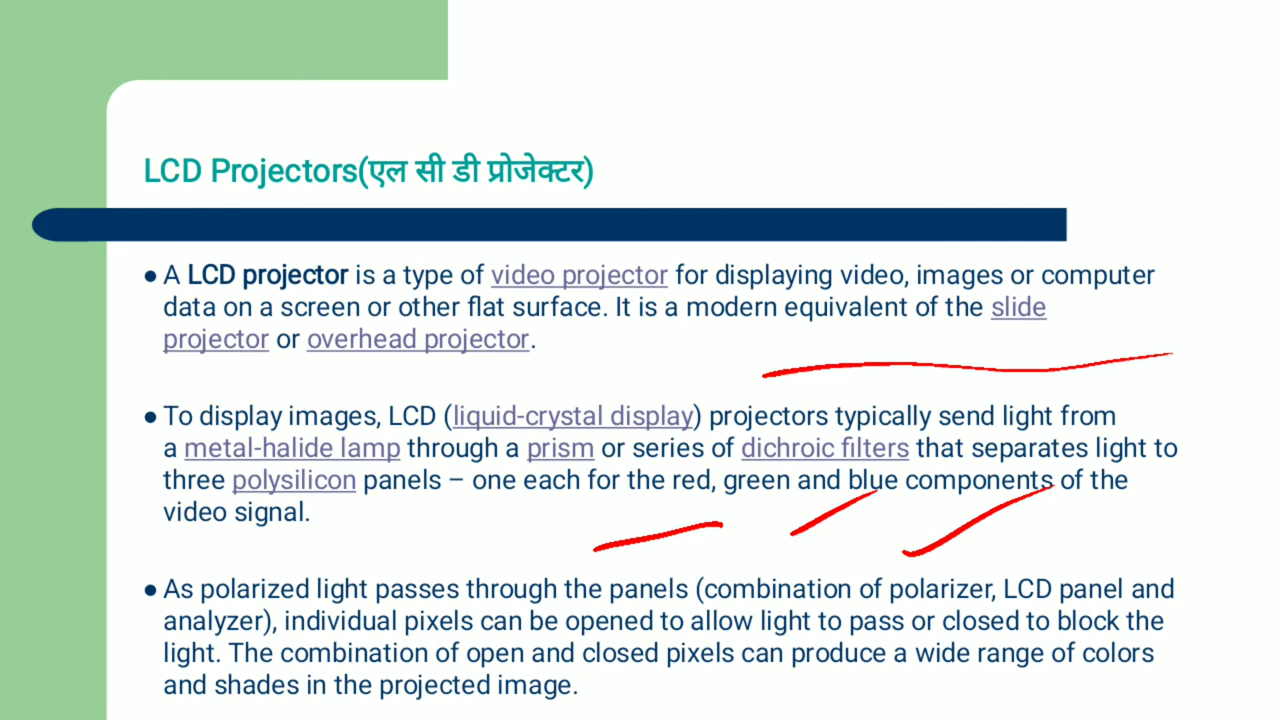 LCD Projectors(एल सी डी प्रोजेक्टर)
● A LCD projector is a type of video projector for displaying video, images or computer
data on a screen or other flat surface. It is a modern equivalent of the slide
projector or overhead projector.
● To display images, LCD (liquid-crystal display) projectors typically send light from
a metal-halide lamp through a prism or series of dichroic filters that separates light to
three polysilicon panels – one each for the red, green and blue components of the
video signal.
● As polarized light passes through the panels (combination of polarizer, LCD panel and
analyzer), individual pixels can be opened to allow light to pass or closed to block the
light. The combination of open and closed pixels can produce a wide range of colors
and shades in the projected image.